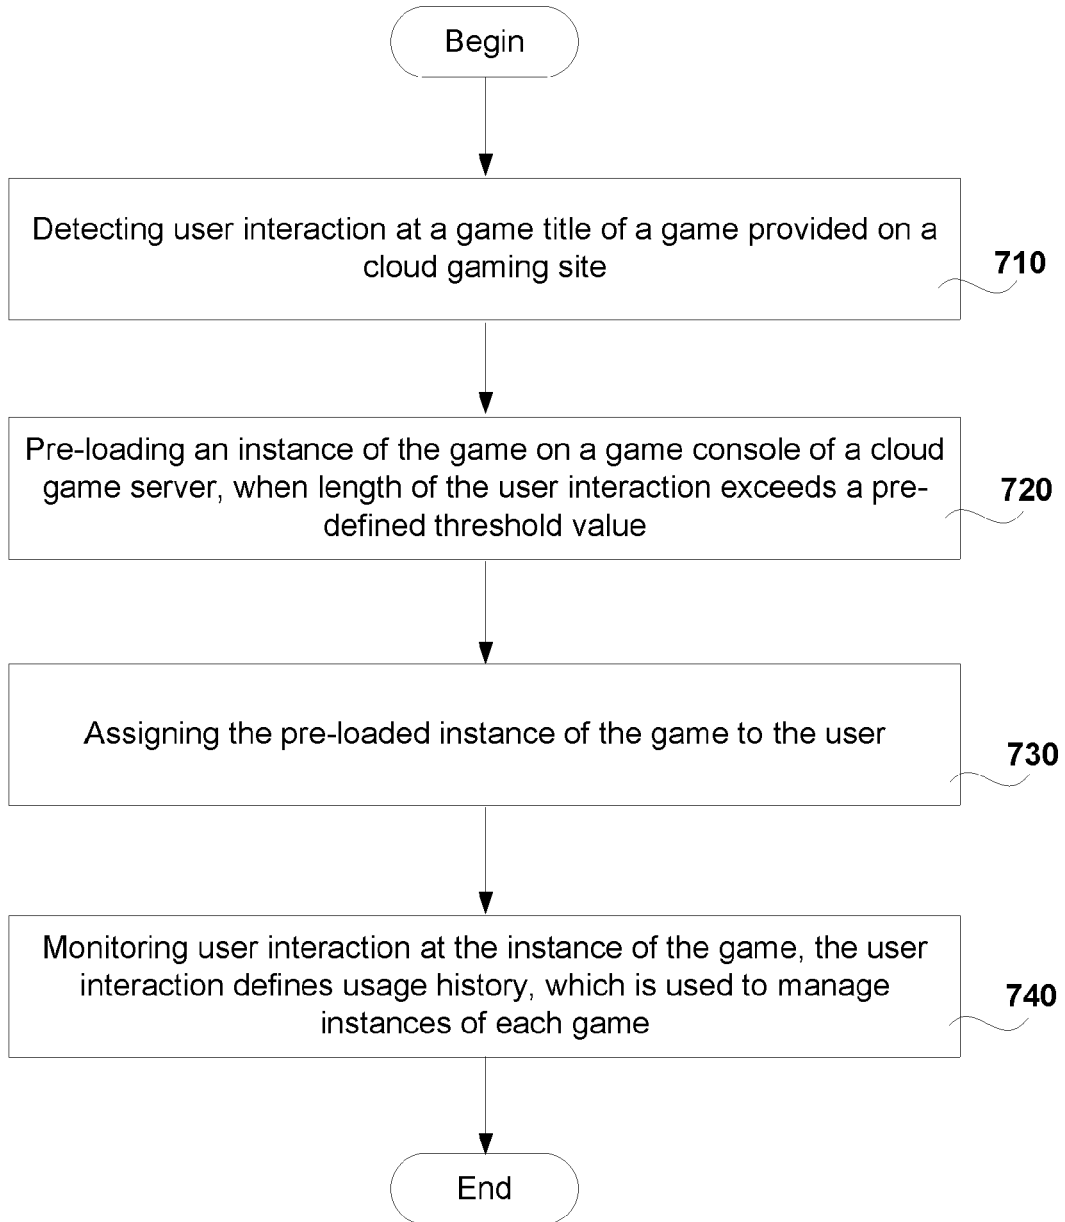 Begin
Detecting user interaction at a game title of a game provided on a
cloud gaming site
710
Pre-loading an instance of the game on a game console of a cloud
game server, when length of the user interaction exceeds a pre-
defined threshold value
720
Assigning the pre-loaded instance of the game to the user
730
Monitoring user interaction at the instance of the game, the user
interaction defines usage history, which is used to manage
instances of each game
740
End